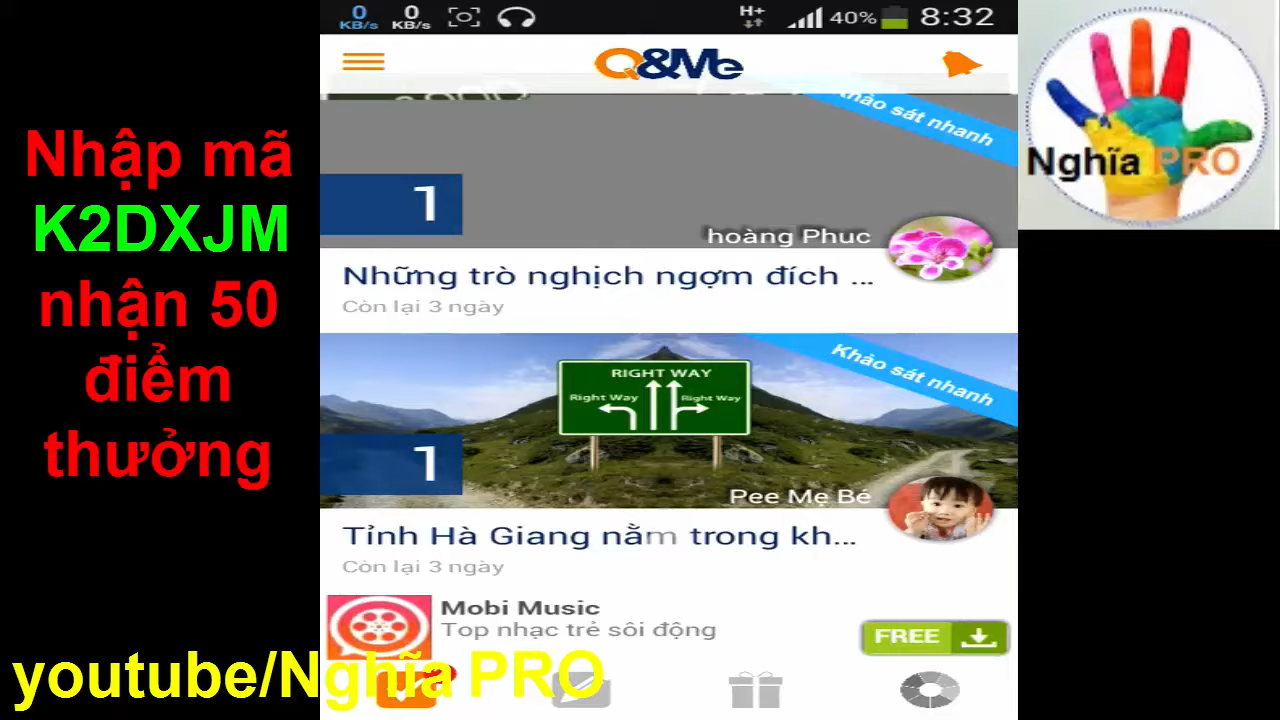 0 KB/s 0 KB/s H+ 40% 8:32
Q&Me
Khảo sát nhanh
1
hoàng Phuc
Những trò nghịch ngợm đích ...
Còn lại 3 ngày
Khảo sát nhanh
RIGHT WAY
Right Way Right Way
1
Pee Mẹ Bé
Tỉnh Hà Giang nằm trong kh...
Còn lại 3 ngày
Mobi Music
Top nhạc trẻ sôi động
FREE
Nhập mã
K2DXJM
nhận 50
điểm
thưởng
youtube/Nghĩa PRO
Nghĩa PRO